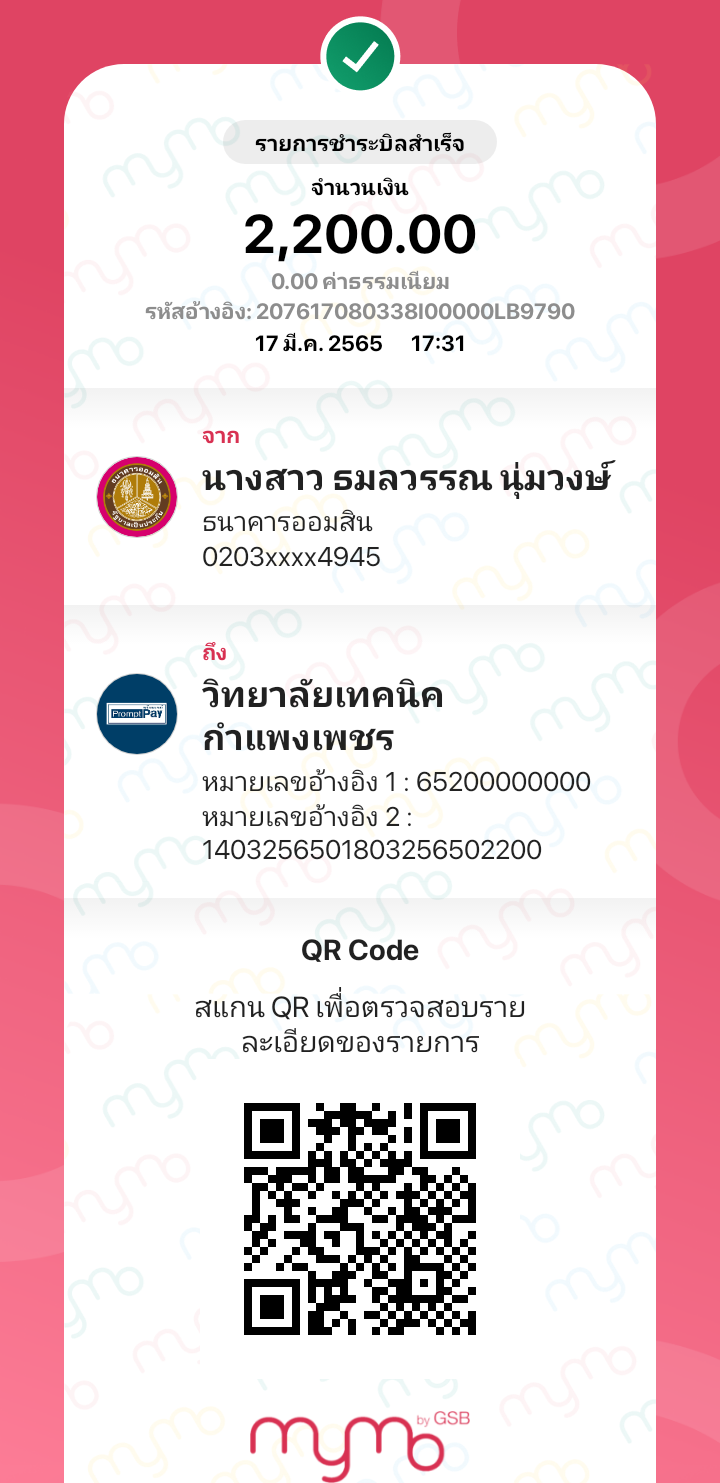 รายการชำระบิลสำเร็จ
จำนวนเงิน
2,200.00
0.00 ค่าธรรมเนียม
รหัสอ้างอิง: 207617080338I00000LB9790
17 มี.ค. 2565 17:31
จาก
นางสาว ธมลวรรณ นุ่มวงษ์
ธนาคารออมสิน
0203xxxx4945
ถึง
PromptPay
วิทยาลัยเทคนิค
กำแพงเพชร
หมายเลขอ้างอิง 1 : 65200000000
หมายเลขอ้างอิง 2 :
1403256501803256502200
QR Code
สแกน QR เพื่อตรวจสอบราย
ละเอียดของรายการ
mymo by GSB